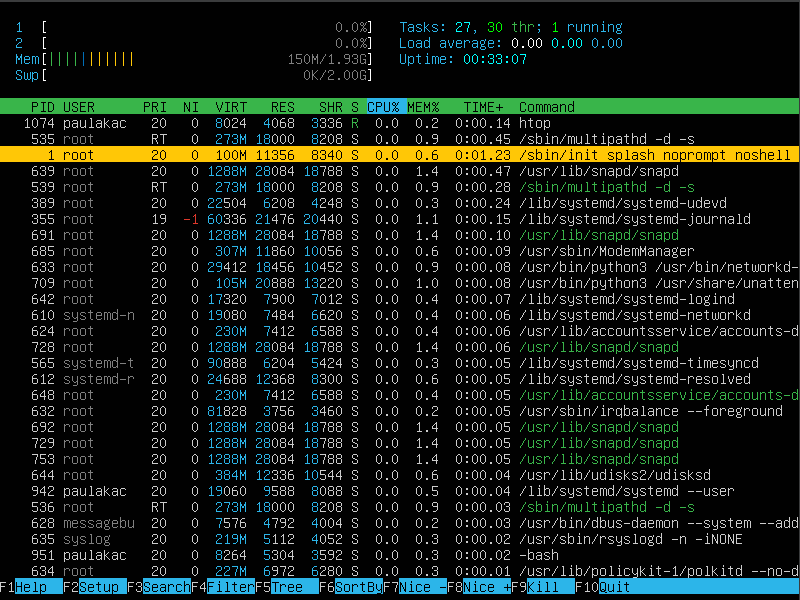 1 [ 0.0%] Tasks: 27, 30 thr; 1 running
2 [ 0.0%] Load average: 0.00 0.00 0.00
Mem[||||||||||| 150M/1.93G] Uptime: 00:33:07
Swp[ 0K/2.00G]
PID USER PRI NI VIRT RES SHR S CPU% MEM% TIME+ Command
1074 paulakac 20 0 8024 4068 3336 R 0.0 0.2 0:00.14 htop
535 root RT 0 273M 18000 8208 S 0.0 0.9 0:00.45 /sbin/multipathd -d -s
1 root 20 0 100M 11356 8340 S 0.0 0.6 0:01.23 /sbin/init splash noprompt noshell
639 root 20 0 1288M 28084 18788 S 0.0 1.4 0:00.47 /usr/lib/snapd/snapd
539 root RT 0 273M 18000 8208 S 0.0 0.9 0:00.28 /sbin/multipathd -d -s
389 root 20 0 22504 6208 4248 S 0.0 0.3 0:00.24 /lib/systemd/systemd-udevd
355 root 19 -1 60336 21476 20440 S 0.0 1.1 0:00.15 /lib/systemd/systemd-journald
691 root 20 0 1288M 28084 18788 S 0.0 1.4 0:00.10 /usr/lib/snapd/snapd
685 root 20 0 307M 11860 10056 S 0.0 0.6 0:00.09 /usr/sbin/ModemManager
633 root 20 0 29412 18456 10452 S 0.0 0.9 0:00.08 /usr/bin/python3 /usr/bin/networkd-
709 root 20 0 105M 20888 13220 S 0.0 1.0 0:00.08 /usr/bin/python3 /usr/share/unatten
642 root 20 0 17320 7900 7012 S 0.0 0.4 0:00.07 /lib/systemd/systemd-logind
610 systemd-n 20 0 19080 7484 6620 S 0.0 0.4 0:00.06 /lib/systemd/systemd-networkd
624 root 20 0 230M 7412 6588 S 0.0 0.4 0:00.06 /usr/lib/accountsservice/accounts-d
728 root 20 0 1288M 28084 18788 S 0.0 1.4 0:00.06 /usr/lib/snapd/snapd
565 systemd-t 20 0 90888 6204 5424 S 0.0 0.3 0:00.05 /lib/systemd/systemd-timesyncd
612 systemd-r 20 0 24688 12368 8300 S 0.0 0.6 0:00.05 /lib/systemd/systemd-resolved
648 root 20 0 230M 7412 6588 S 0.0 0.4 0:00.05 /usr/lib/accountsservice/accounts-d
632 root 20 0 81828 3756 3460 S 0.0 0.2 0:00.05 /usr/sbin/irqbalance --foreground
692 root 20 0 1288M 28084 18788 S 0.0 1.4 0:00.05 /usr/lib/snapd/snapd
729 root 20 0 1288M 28084 18788 S 0.0 1.4 0:00.05 /usr/lib/snapd/snapd
753 root 20 0 1288M 28084 18788 S 0.0 1.4 0:00.05 /usr/lib/snapd/snapd
644 root 20 0 384M 12336 10544 S 0.0 0.6 0:00.04 /usr/lib/udisks2/udisksd
942 paulakac 20 0 19060 9588 8088 S 0.0 0.5 0:00.04 /lib/systemd/systemd --user
536 root RT 0 273M 18000 8208 S 0.0 0.9 0:00.03 /sbin/multipathd -d -s
628 messagebu 20 0 7576 4792 4004 S 0.0 0.2 0:00.03 /usr/bin/dbus-daemon --system --add
635 syslog 20 0 219M 5112 4052 S 0.0 0.3 0:00.02 /usr/sbin/rsyslogd -n -iNONE
951 paulakac 20 0 8264 5304 3592 S 0.0 0.3 0:00.02 -bash
634 root 20 0 227M 6972 6280 S 0.0 0.3 0:00.01 /usr/lib/policykit-1/polkitd --no-d
F1Help F2Setup F3SearchF4FilterF5Tree F6SortByF7Nice -F8Nice +F9Kill F10Quit